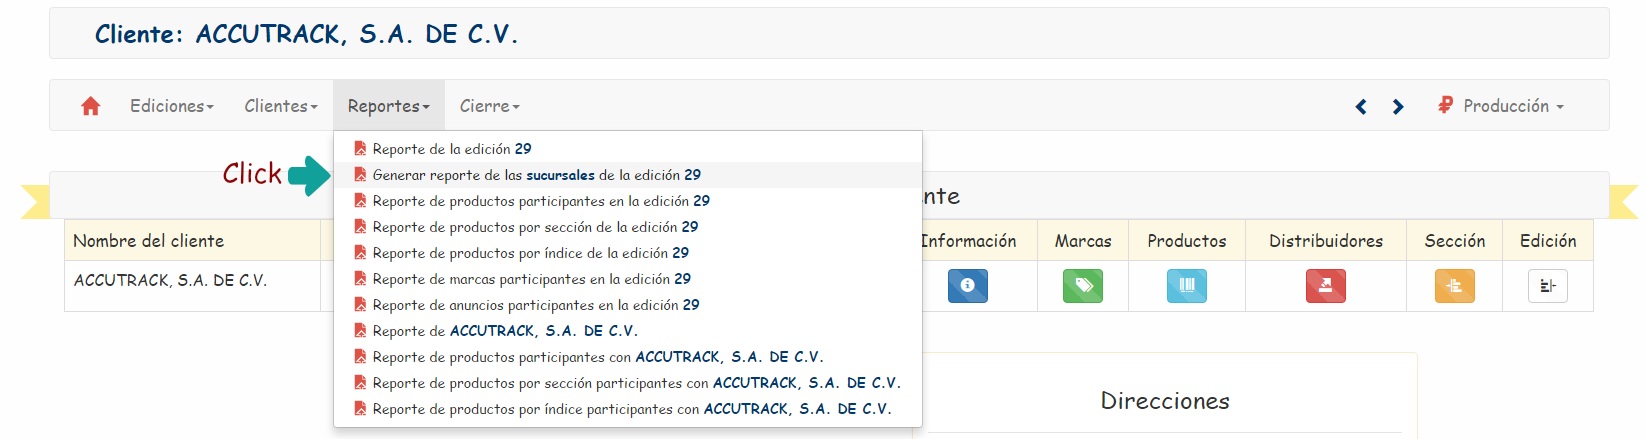 Cliente: ACCUTRACK, S.A. DE C.V.
Ediciones Clientes Reportes Cierre Producción
Reporte de la edición 29
Click
Generar reporte de las sucursales de la edición 29
Reporte de productos participantes en la edición 29
nte
Reporte de productos por sección de la edición 29
Reporte de productos por índice de la edición 29
Reporte de marcas participantes en la edición 29
Reporte de anuncios participantes en la edición 29
Reporte de ACCUTRACK, S.A. DE C.V.
Reporte de productos participantes con ACCUTRACK, S.A. DE C.V.
Reporte de productos por sección participantes con ACCUTRACK, S.A. DE C.V.
Reporte de productos por índice participantes con ACCUTRACK, S.A. DE C.V.
Nombre del cliente Información Marcas Productos Distribuidores Sección Edición
ACCUTRACK, S.A. DE C.V.
Direcciones